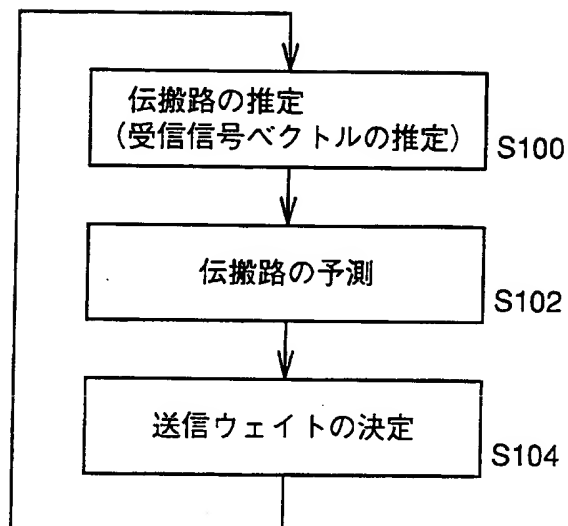 伝搬路の推定
(受信信号ベクトルの推定)
S100
伝搬路の予測
S102
送信ウェイトの決定
S104